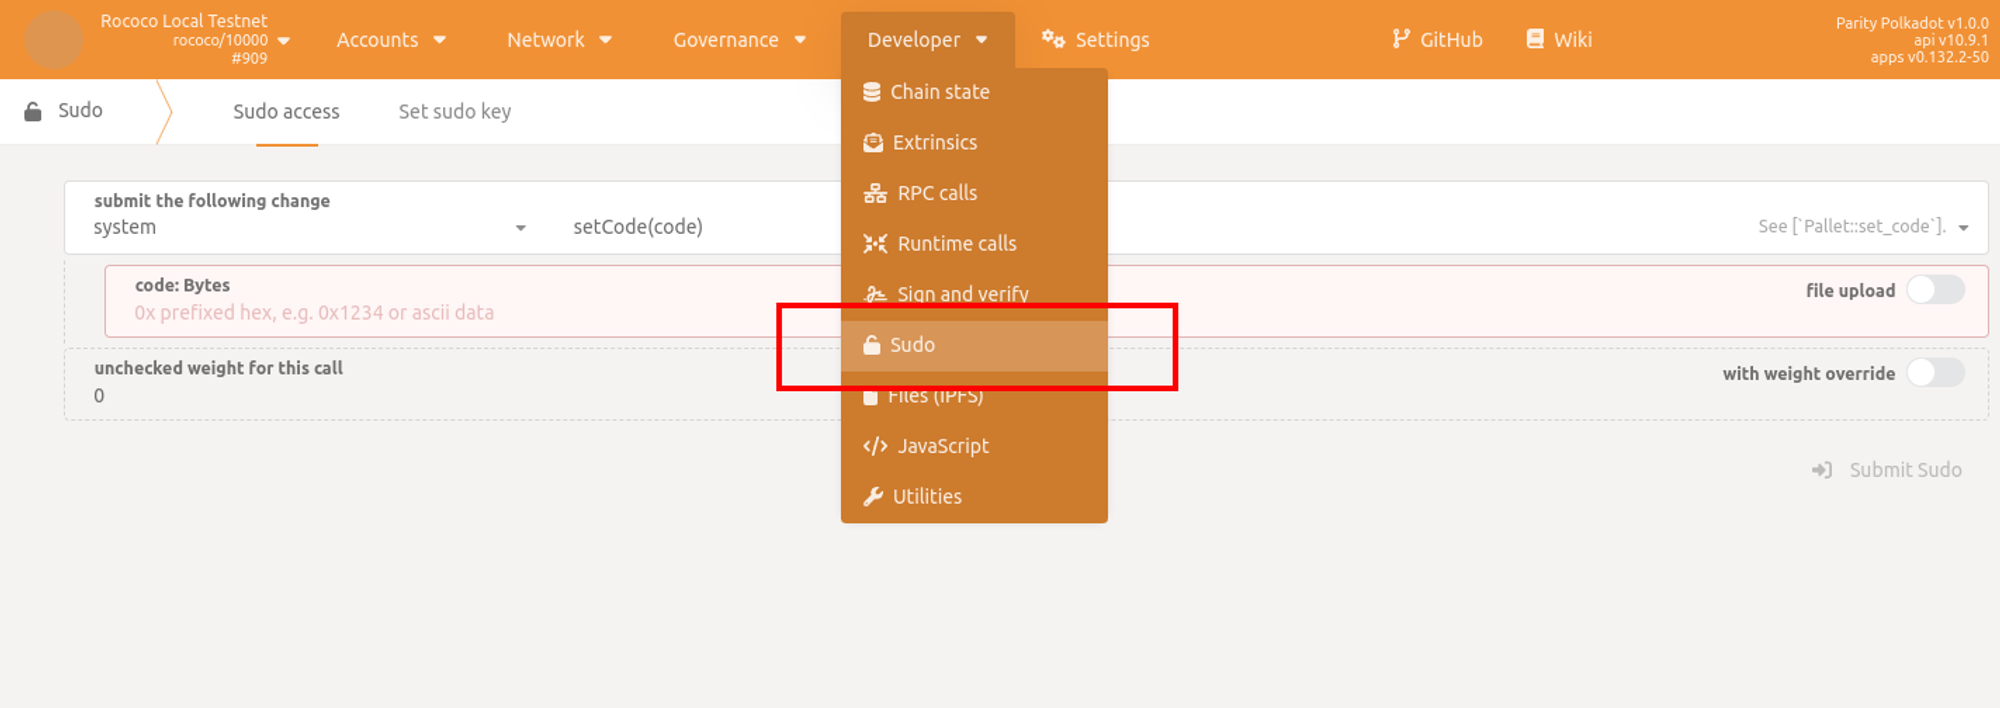 Rococo Local Testnet
rococo/10000
#909
Accounts
Network
Governance
Developer
Settings
GitHub
Wiki
Parity Polkadot v1.0.0
api v10.9.1
apps v0.132.2-50
Sudo
Sudo access
Set sudo key
Chain state
Extrinsics
RPC calls
Runtime calls
Sign and verify
Sudo
Files (IPFS)
JavaScript
Utilities
submit the following change
system
setCode(code)
See [`Pallet::set_code`].
code: Bytes
0x prefixed hex, e.g. 0x1234 or ascii data
file upload
unchecked weight for this call
0
with weight override
Submit Sudo